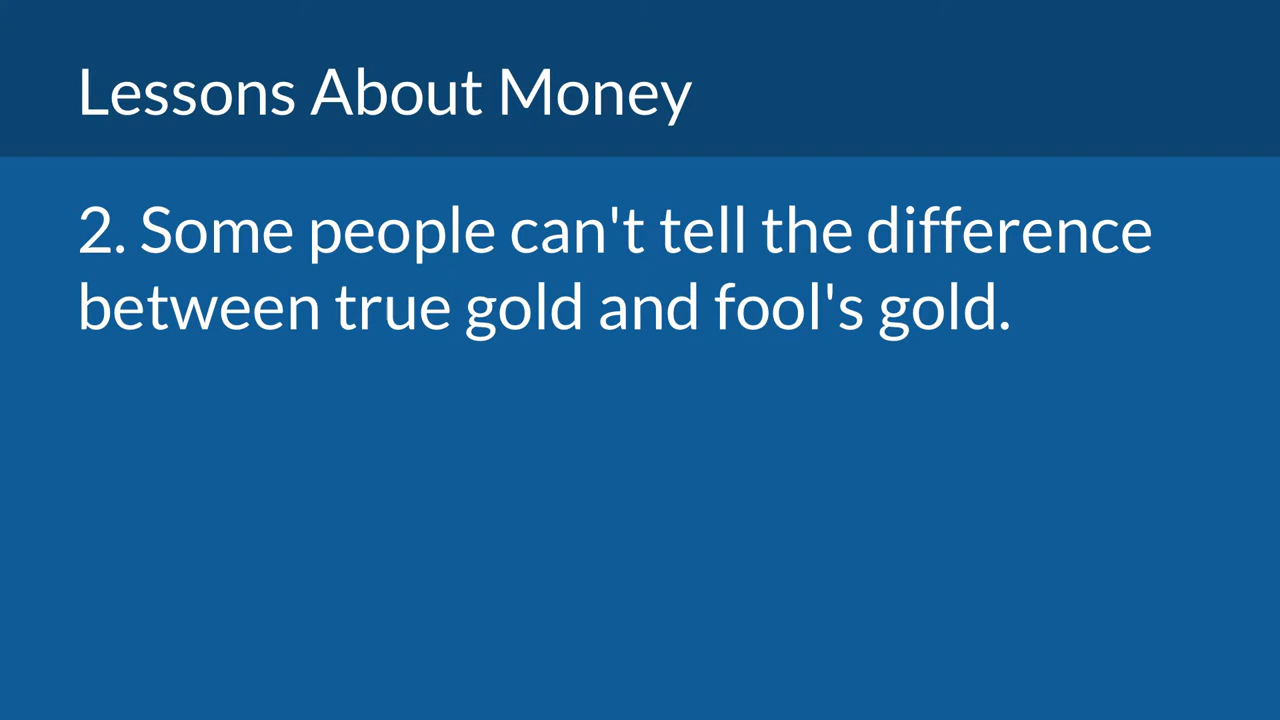 Lessons About Money
2. Some people can't tell the difference
between true gold and fool's gold.